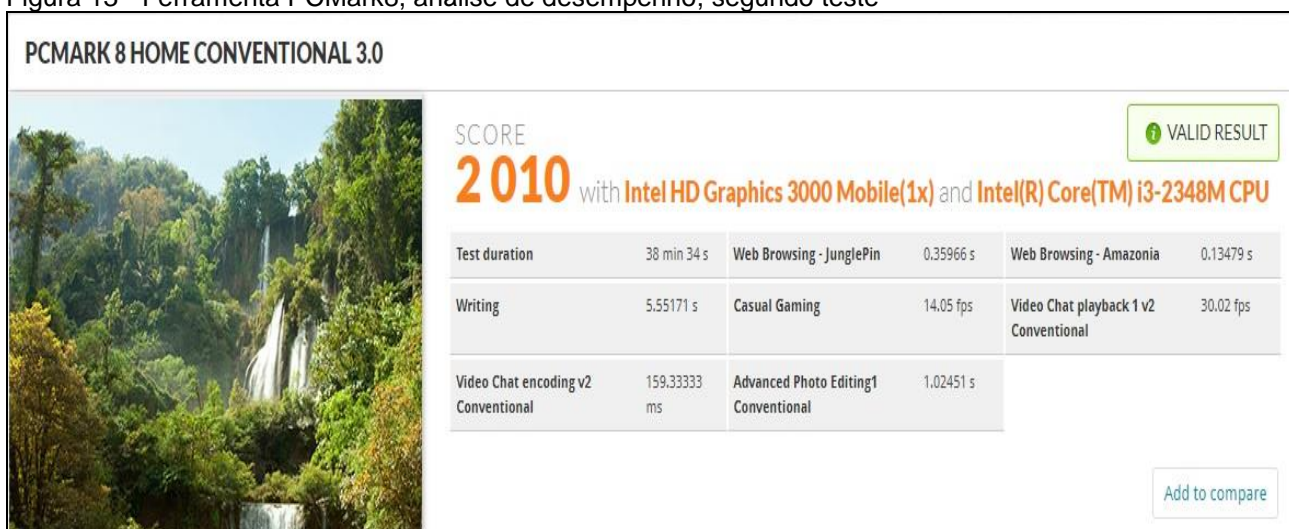 Figura 13 - Ferramenta PCMark8, análise de desempenho, segundo teste
PCMARK 8 HOME CONVENTIONAL 3.0
SCORE
VALID RESULT
2 010 with Intel HD Graphics 3000 Mobile(1x) and Intel(R) Core(TM) i3-2348M CPU
Test duration 38 min 34 s Web Browsing - JunglePin 0.35966 s Web Browsing - Amazonia 0.13479 s
Writing 5.55171 s Casual Gaming 14.05 fps Video Chat playback 1 v2 30.02 fps
Conventional
Video Chat encoding v2 159.33333 Advanced Photo Editing1 1.02451 s
Conventional ms Conventional
Add to compare